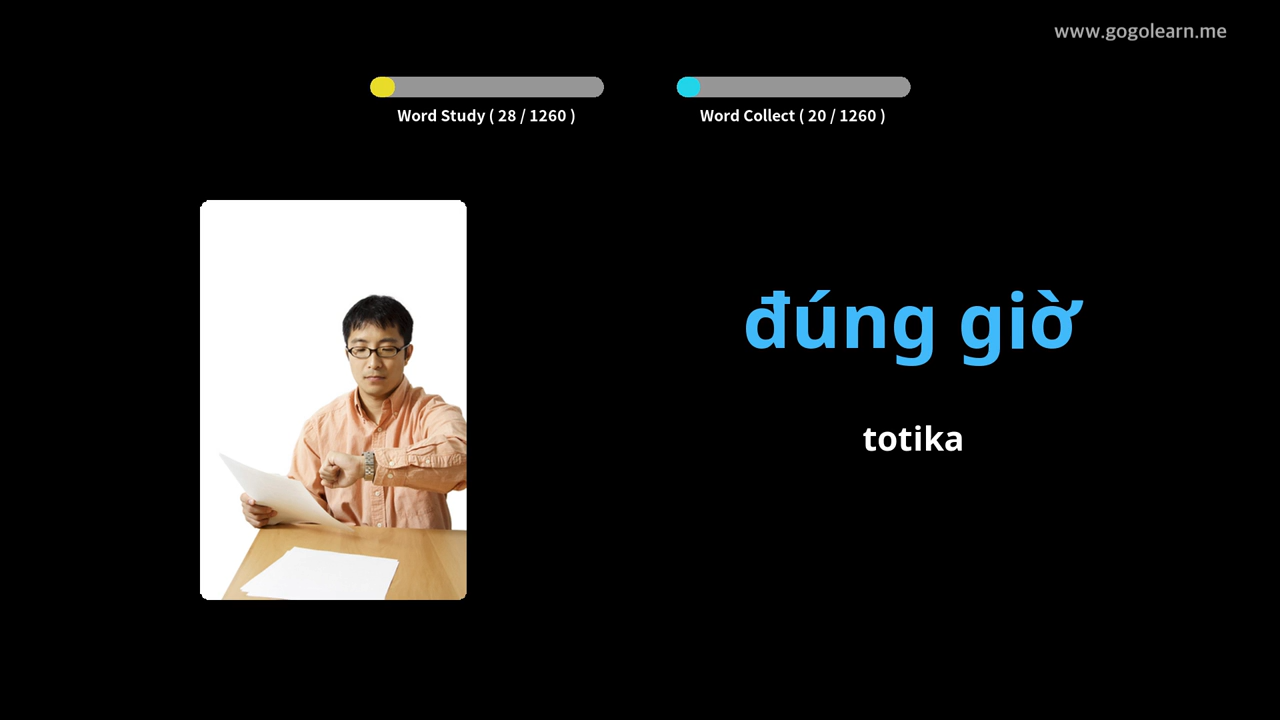 www.gogolearn.me
Word Study ( 28 / 1260 )
Word Collect ( 20 / 1260 )
đúng giờ
totika